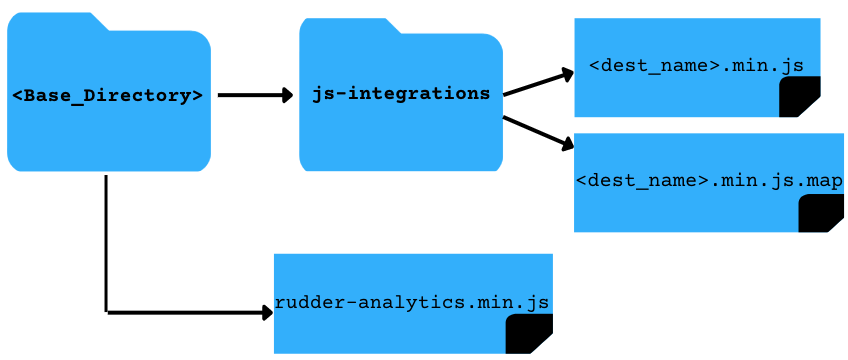 <Base_Directory>
js-integrations
<dest_name>.min.js
<dest_name>.min.js.map
rudder-analytics.min.js